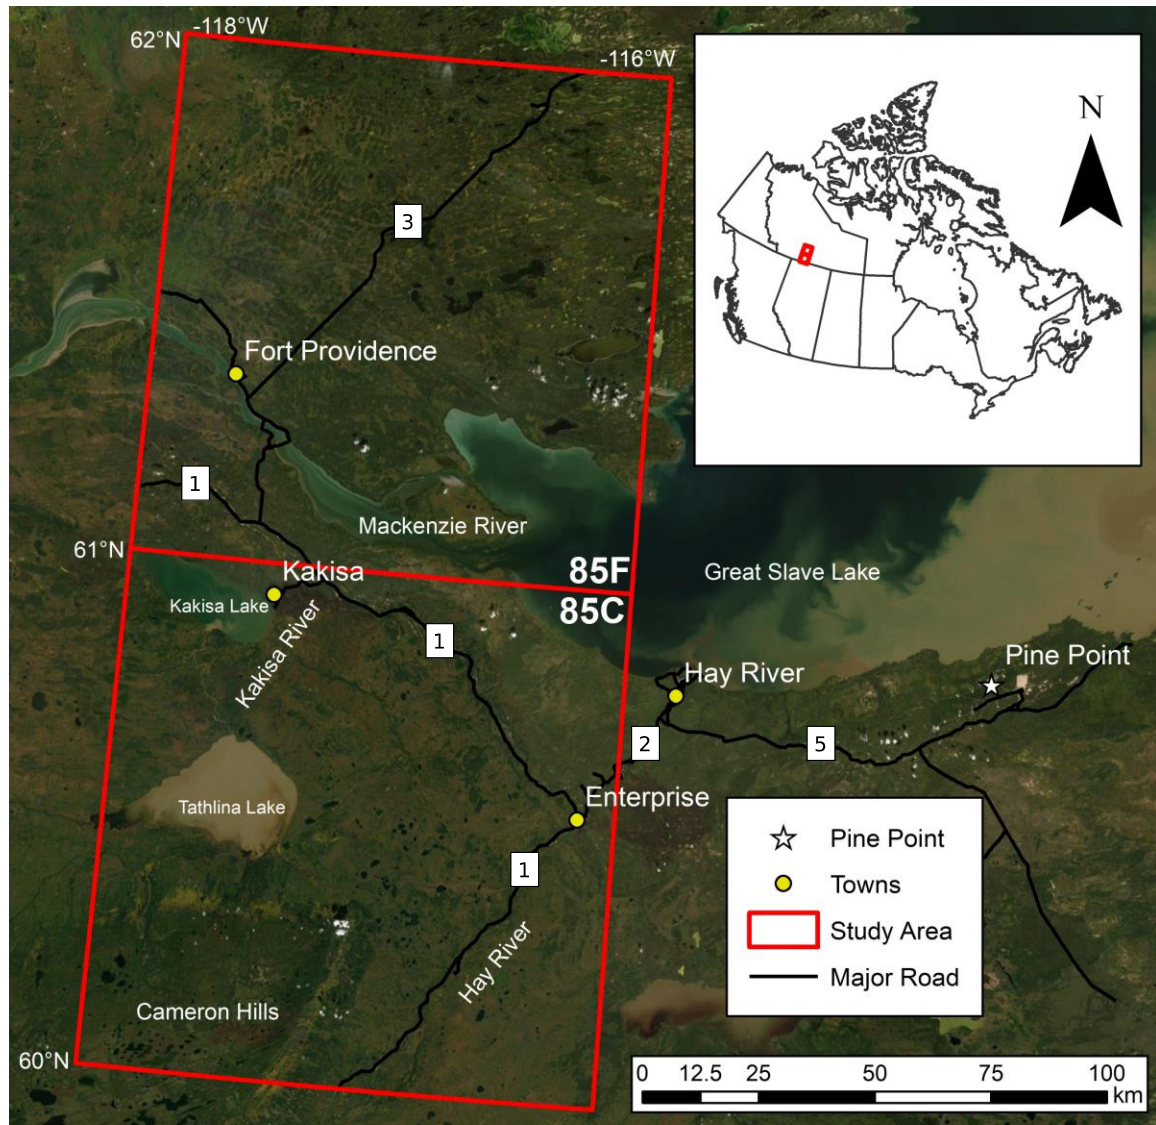 -118°W
62°N
-116°W
N
3
Fort Providence
1
Mackenzie River
61°N
85F
Great Slave Lake
Kakisa
85C
Kakisa Lake
Kakisa River
1
Pine Point
Hay River
2
5
Enterprise
Tathlina Lake
1
Hay River
Cameron Hills
60°N
Pine Point
Towns
Study Area
Major Road
0 12.5 25 50 75 100
km